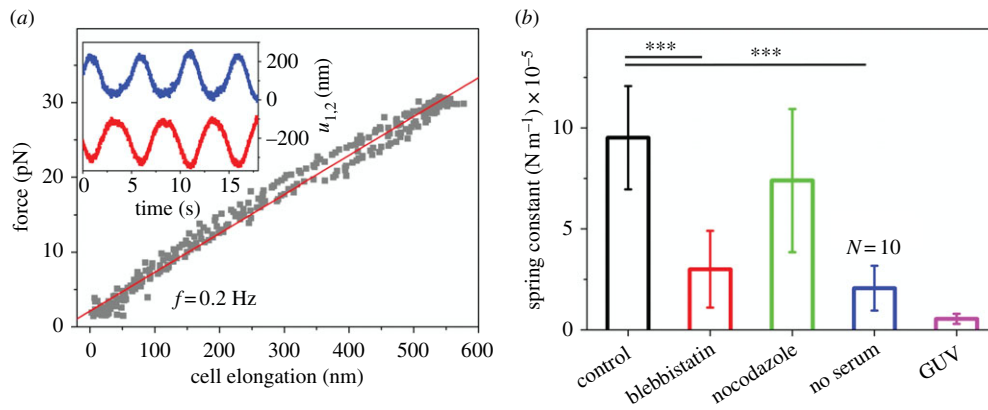 (a)
force (pN)
40
30
20
10
0
0 100 200 300 400 500 600
cell elongation (nm)
f = 0.2 Hz
200
0
−200
u1,2 (nm)
0 5 10 15
time (s)
(b)
spring constant (N m−1) × 10−5
10
5
0
***
***
N = 10
control
blebbistatin
nocodazole
no serum
GUV